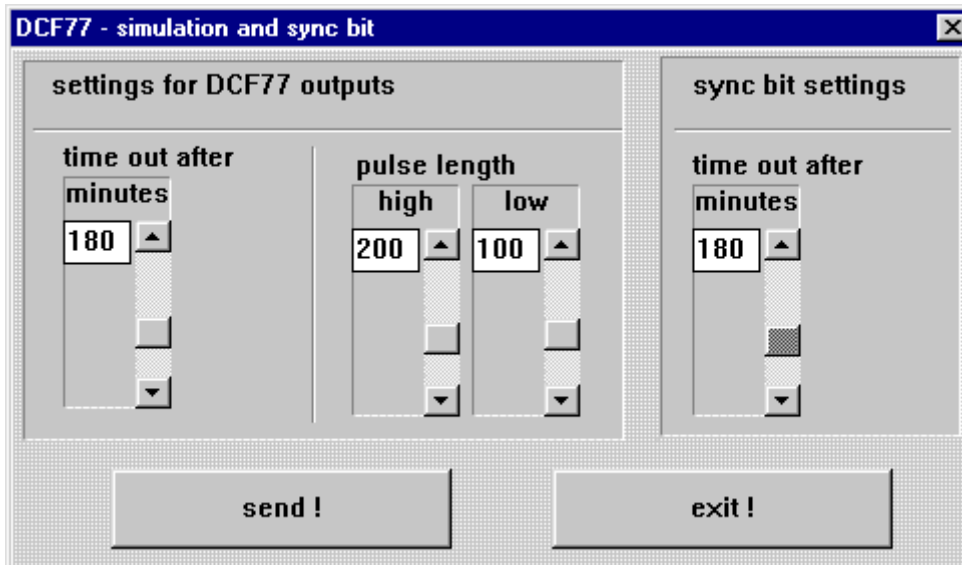 DCF77 - simulation and sync bit
settings for DCF77 outputs
time out after
minutes
180
pulse length
high low
200 100
sync bit settings
time out after
minutes
180
send !
exit !